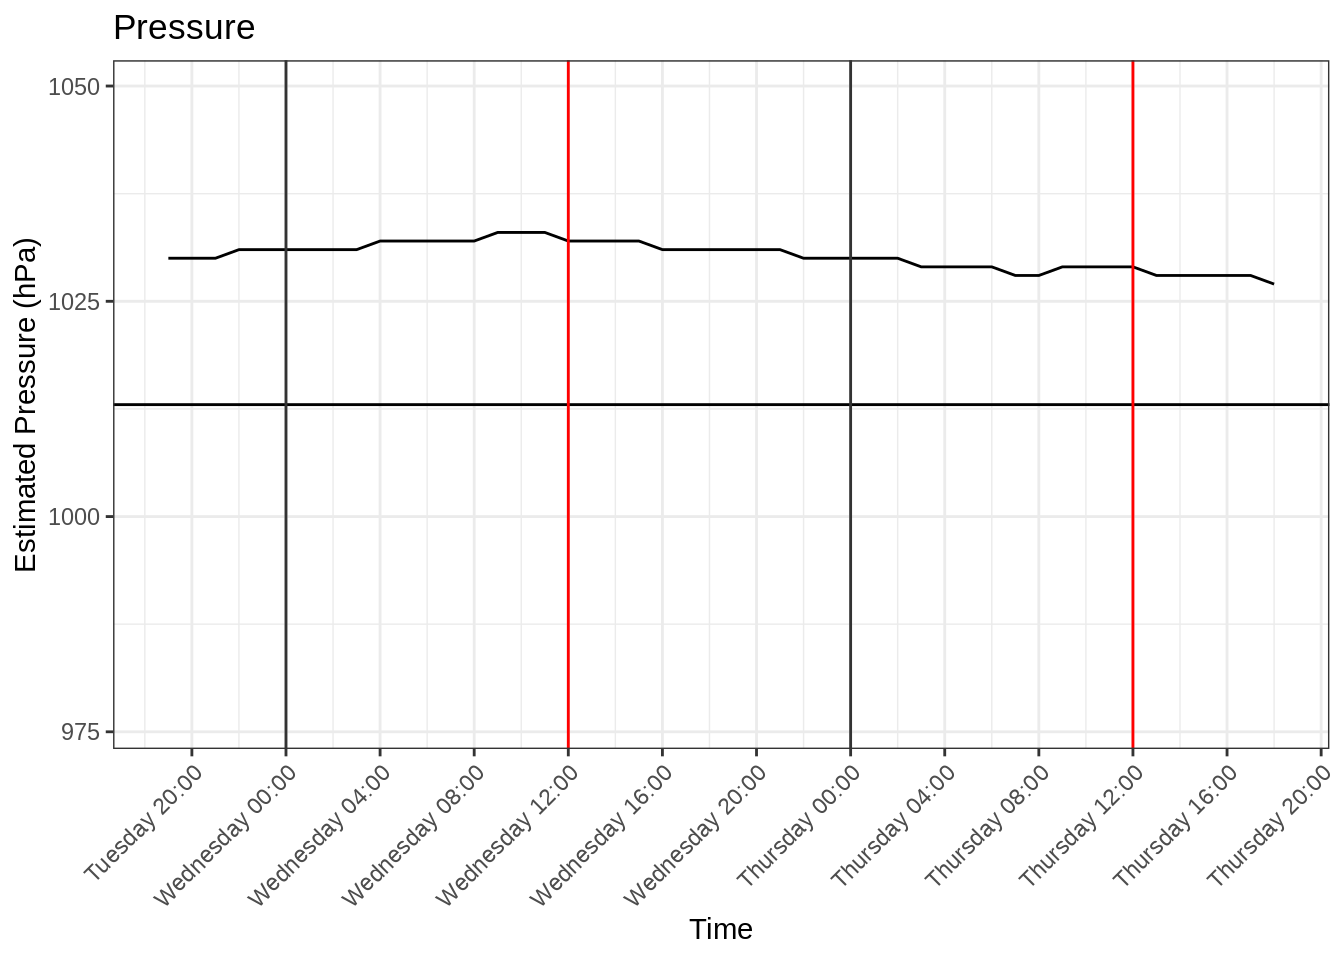 Pressure
1050
1025
1000
975
Estimated Pressure (hPa)
Tuesday 20:00
Wednesday 00:00
Wednesday 04:00
Wednesday 08:00
Wednesday 12:00
Wednesday 16:00
Wednesday 20:00
Thursday 00:00
Thursday 04:00
Thursday 08:00
Thursday 12:00
Thursday 16:00
Thursday 20:00
Time